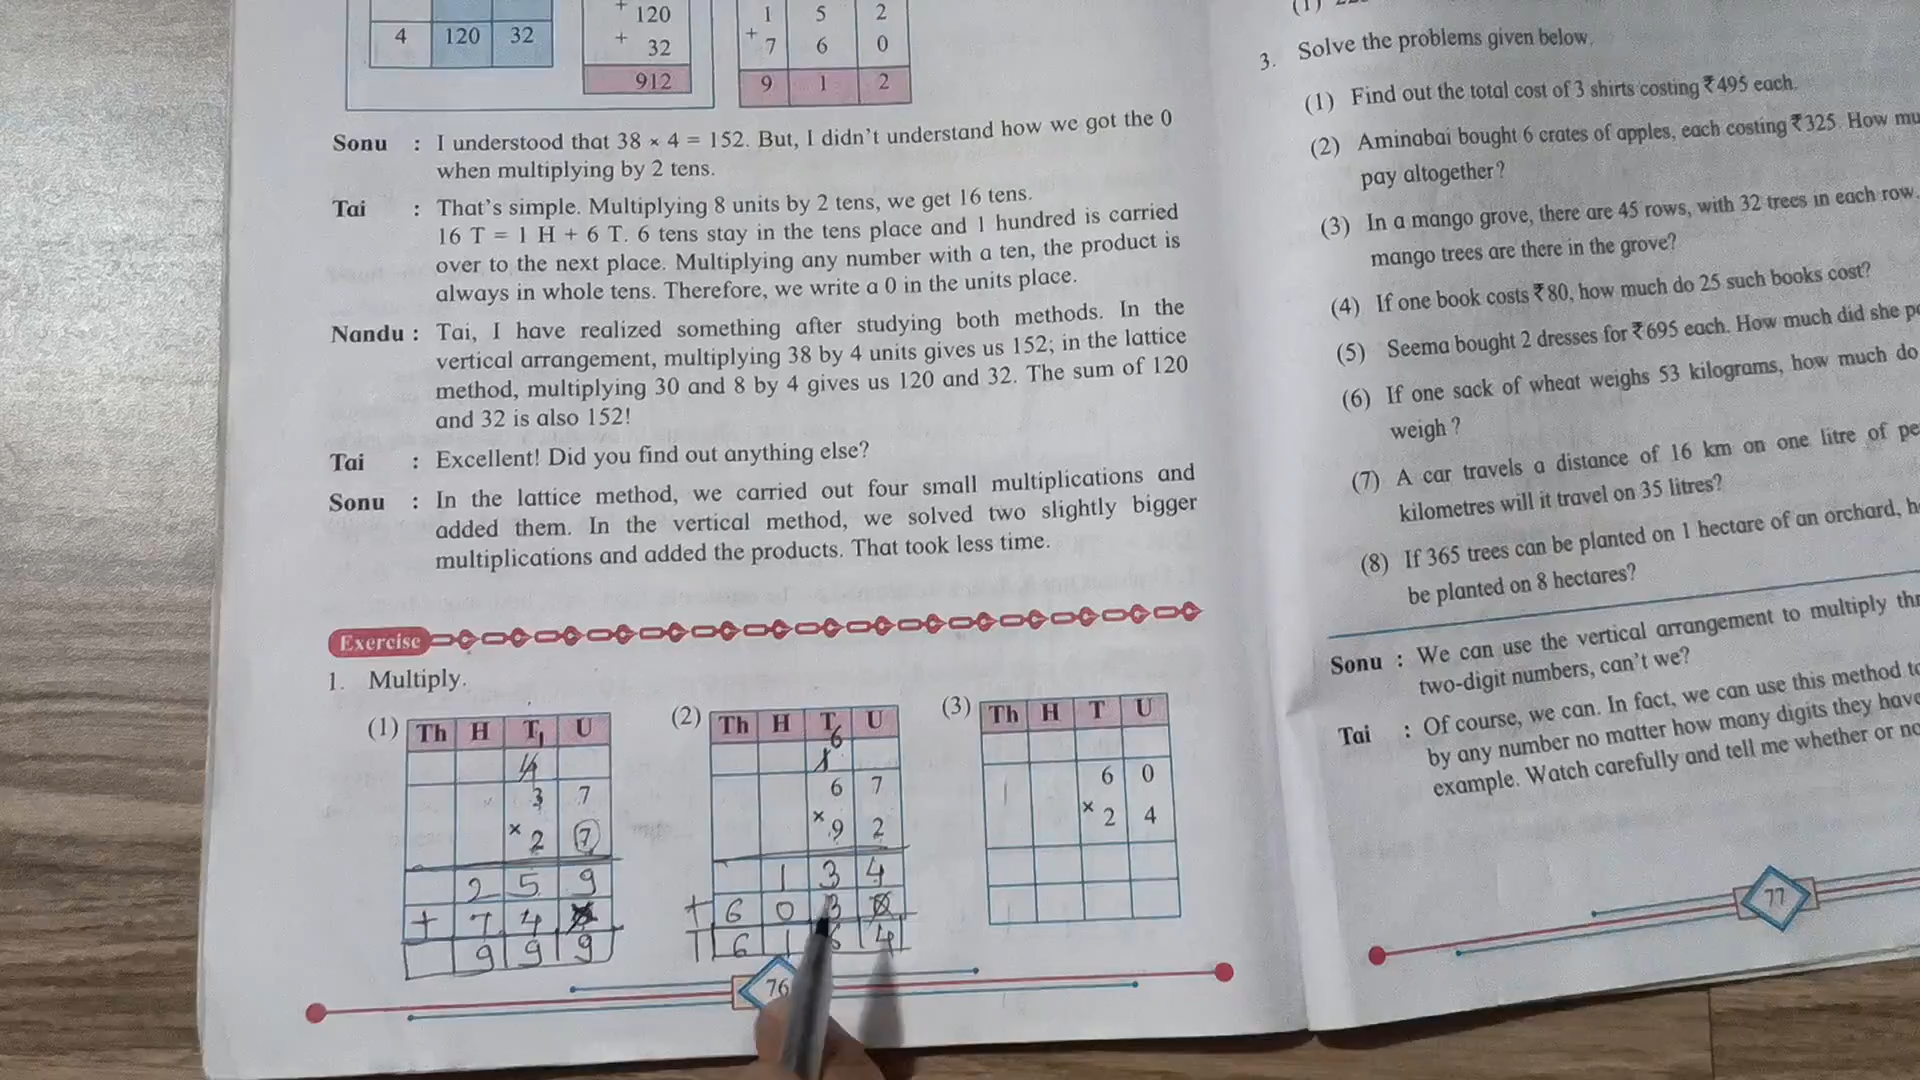 4 120 32
+ 120
+ 32
912
1 5 2
+ 7 6 0
9 1 2
Sonu : I understood that 38 × 4 = 152. But, I didn't understand how we got the 0
when multiplying by 2 tens.
Tai : That's simple. Multiplying 8 units by 2 tens, we get 16 tens.
16 T = 1 H + 6 T. 6 tens stay in the tens place and 1 hundred is carried
over to the next place. Multiplying any number with a ten, the product is
always in whole tens. Therefore, we write a 0 in the units place.
Nandu : Tai, I have realized something after studying both methods. In the
vertical arrangement, multiplying 38 by 4 units gives us 152; in the lattice
method, multiplying 30 and 8 by 4 gives us 120 and 32. The sum of 120
and 32 is also 152!
Tai : Excellent! Did you find out anything else?
Sonu : In the lattice method, we carried out four small multiplications and
added them. In the vertical method, we solved two slightly bigger
multiplications and added the products. That took less time.
Exercise
1. Multiply.
(1) Th H T U
1
3 7
× 2 7
2 5 9
+ 7 4
9 9 9
(2) Th H T U
6
6 7
× 9 2
1 3 4
+ 6 0 3
6 1 6 4
(3) Th H T U
6 0
× 2 4
76
3. Solve the problems given below.
(1) Find out the total cost of 3 shirts costing ₹495 each.
(2) Aminabai bought 6 crates of apples, each costing ₹325. How
pay altogether?
(3) In a mango grove, there are 45 rows, with 32 trees in each row.
mango trees are there in the grove?
(4) If one book costs ₹80, how much do 25 such books cost?
(5) Seema bought 2 dresses for ₹695 each. How much did she
(6) If one sack of wheat weighs 53 kilograms, how much do
weigh ?
(7) A car travels a distance of 16 km on one litre of
kilometres will it travel on 35 litres?
(8) If 365 trees can be planted on 1 hectare of an orchard,
be planted on 8 hectares?
Sonu : We can use the vertical arrangement to multiply
two-digit numbers, can't we?
Tai : Of course, we can. In fact, we can use this method
by any number no matter how many digits they have
example. Watch carefully and tell me whether or
77